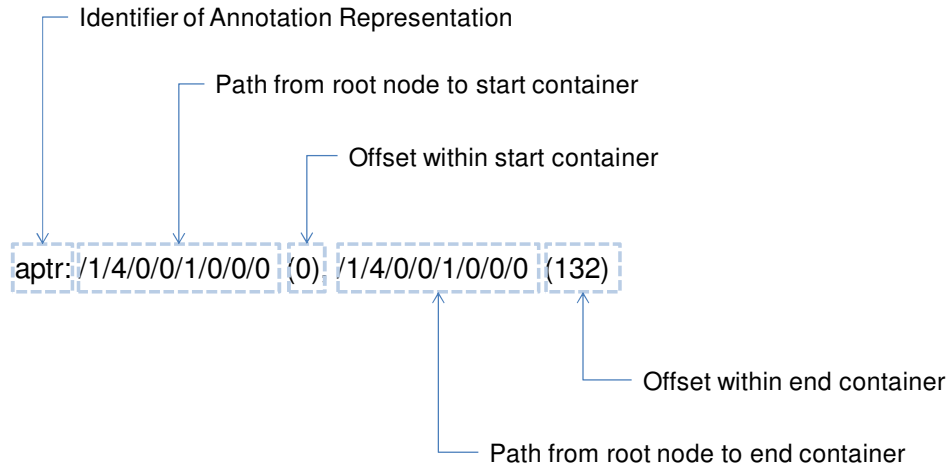 Identifier of Annotation Representation
Path from root node to start container
Offset within start container
aptr: /1/4/0/0/1/0/0/0 (0), /1/4/0/0/1/0/0/0 (132)
Offset within end container
Path from root node to end container